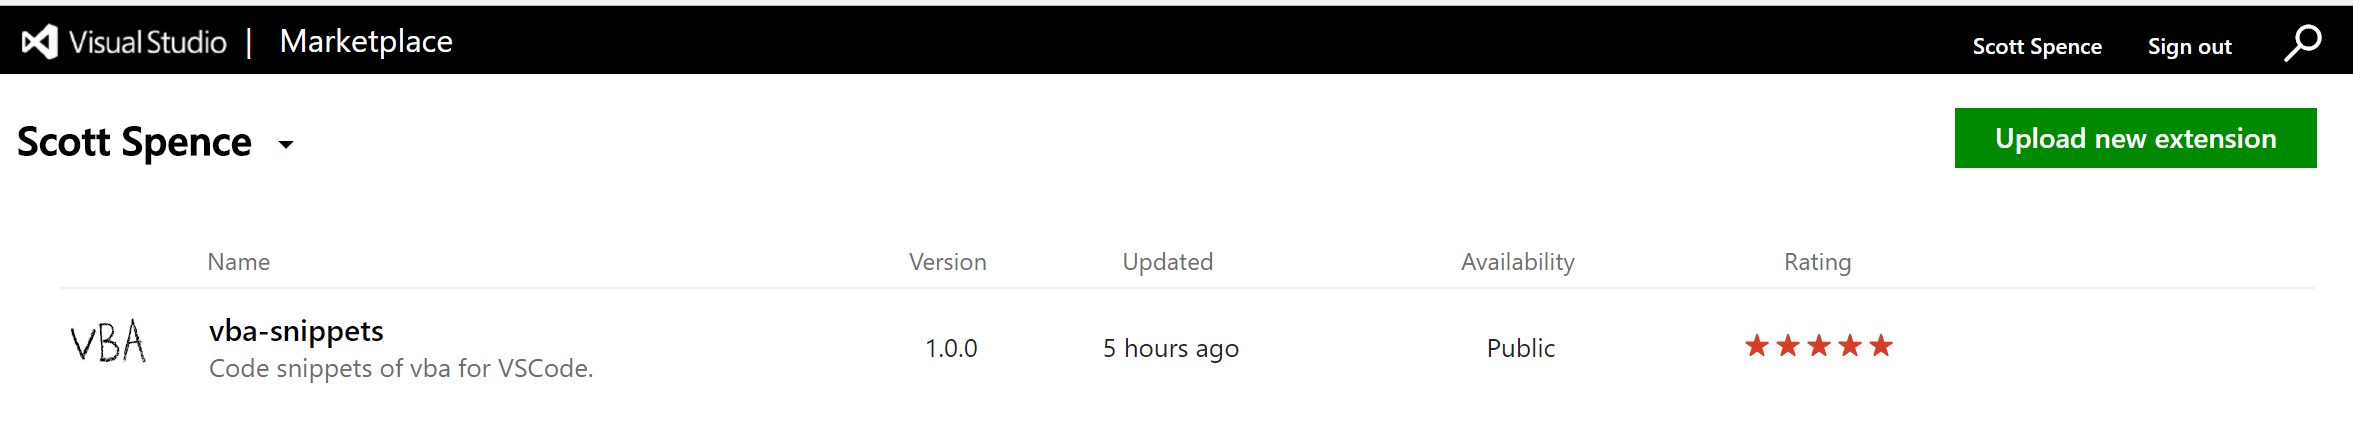 Visual Studio | Marketplace Scott Spence Sign out
Scott Spence Upload new extension
Name Version Updated Availability Rating
VBA vba-snippets 1.0.0 5 hours ago Public
Code snippets of vba for VSCode.